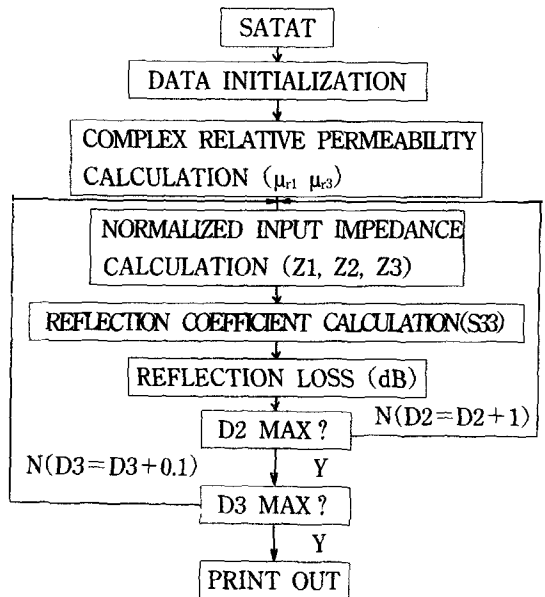 SATAT
DATA INITIALIZATION
COMPLEX RELATIVE PERMEABILITY
CALCULATION (μr1 μr3)
NORMALIZED INPUT IMPEDANCE
CALCULATION (Z1, Z2, Z3)
REFLECTION COEFFICIENT CALCULATION(S33)
REFLECTION LOSS (dB)
D2 MAX?
N(D2=D2+1)
N(D3=D3+0.1)
Y
D3 MAX?
Y
PRINT OUT